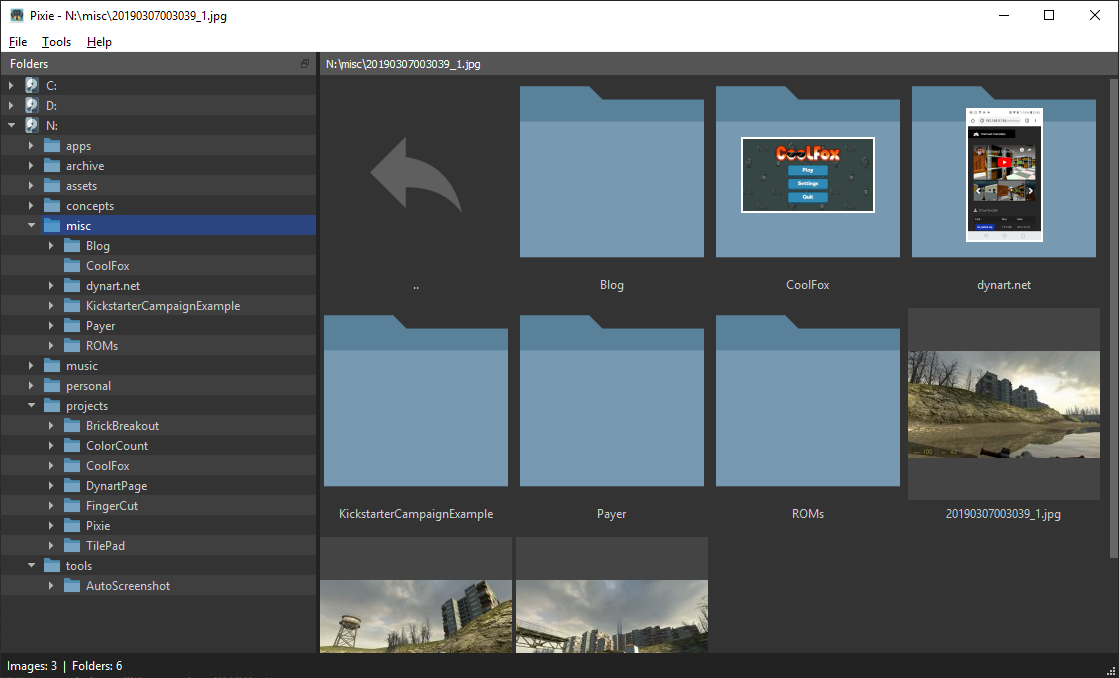 Pixie - N:\misc\20190307003039_1.jpg
File Tools Help
Folders
C:
D:
N:
apps
archive
assets
concepts
misc
Blog
CoolFox
dynart.net
KickstarterCampaignExample
Payer
ROMs
music
personal
projects
BrickBreakout
ColorCount
CoolFox
DynartPage
FingerCut
Pixie
TilePad
tools
AutoScreenshot
N:\misc\20190307003039_1.jpg
CoolFox
Play
Settings
Quit
..
Blog
CoolFox
dynart.net
KickstarterCampaignExample
Payer
ROMs
20190307003039_1.jpg
Images: 3 | Folders: 6